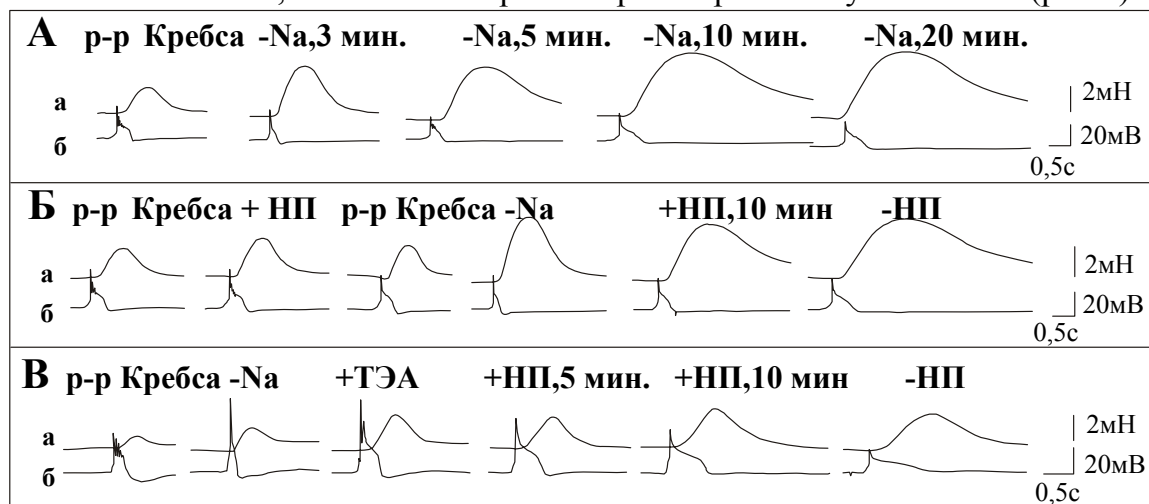 А р-р Кребса -Na,3 мин. -Na,5 мин. -Na,10 мин. -Na,20 мин.
а
2мН
б
20мВ
0,5с
Б р-р Кребса + НП р-р Кребса -Na +НП,10 мин -НП
а
2мН
б
20мВ
0,5с
В р-р Кребса -Na +ТЭА +НП,5 мин. +НП,10 мин -НП
а
2мН
б
20мВ
0,5с